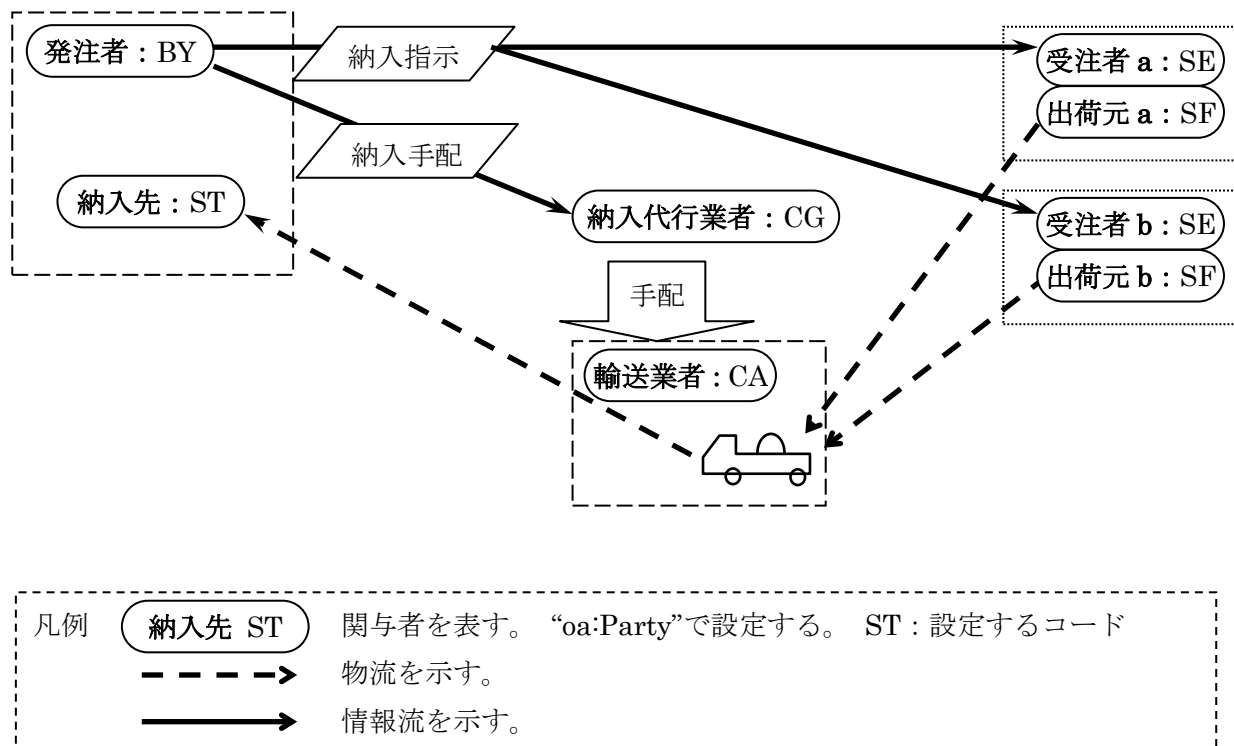 発注者：BY
納入指示
受注者 a：SE
出荷元 a：SF
納入手配
納入先：ST
納入代行業者：CG
受注者 b：SE
出荷元 b：SF
手配
輸送業者：CA
凡例 納入先 ST 関与者を表す。 “oa:Party”で設定する。 ST：設定するコード
物流を示す。
情報流を示す。